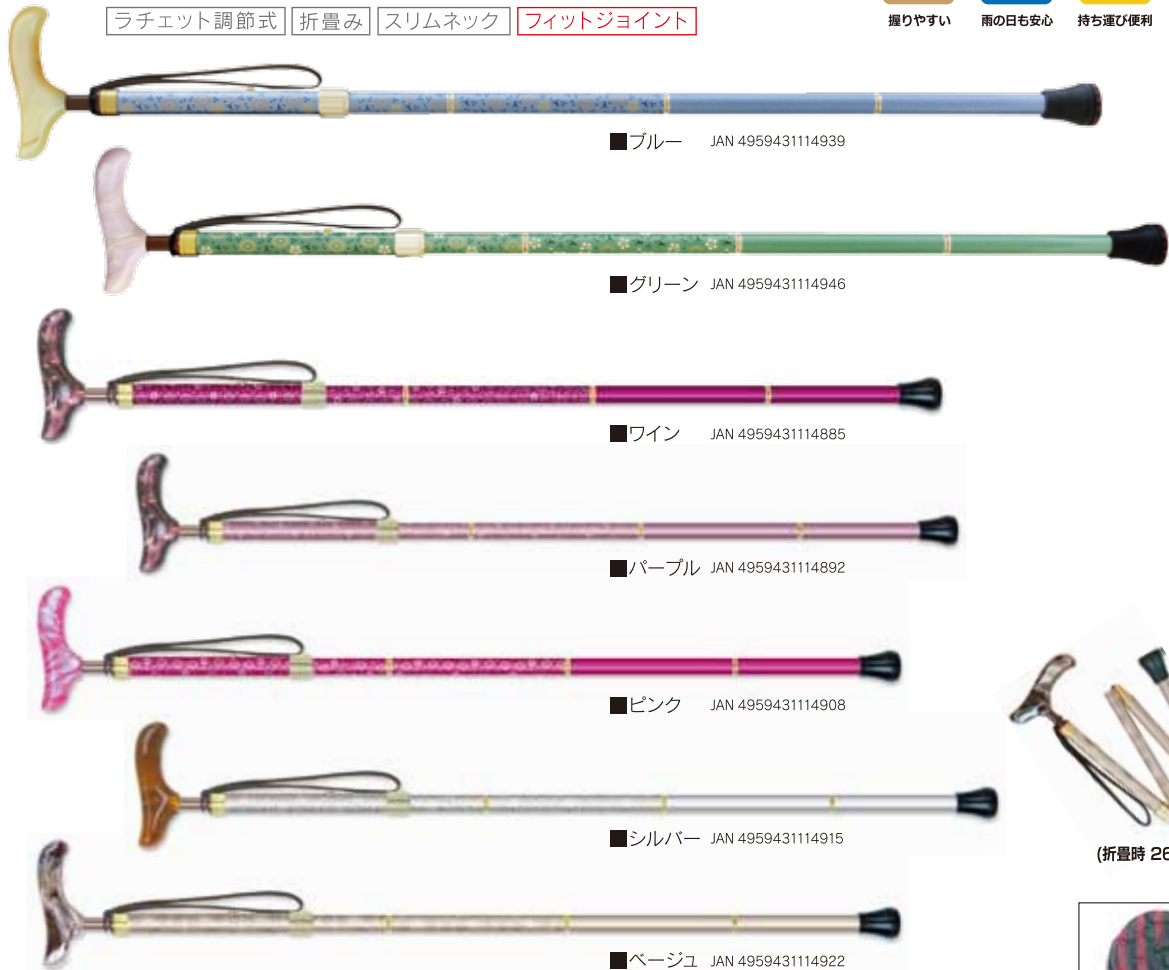 ラチェット調節式 折畳み スリムネック フィットジョイント
握りやすい 雨の日も安心 持ち運び便利
■ブルー JAN 4959431114939
■グリーン JAN 4959431114946
■ワイン JAN 4959431114885
■パープル JAN 4959431114892
■ピンク JAN 4959431114908
■シルバー JAN 4959431114915
(折畳時 26
■ベージュ JAN 4959431114922